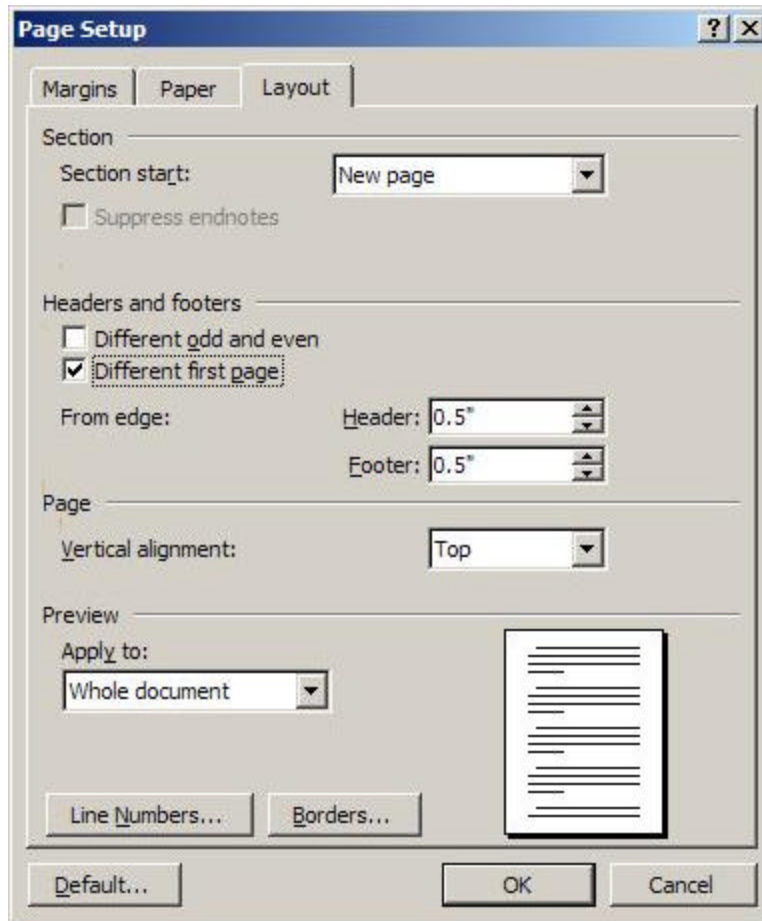 Page Setup
Margins Paper Layout
Section
Section start: New page
Suppress endnotes
Headers and footers
Different odd and even
Different first page
From edge: Header: 0.5"
Footer: 0.5"
Page
Vertical alignment: Top
Preview
Apply to:
Whole document
Line Numbers... Borders...
Default... OK Cancel